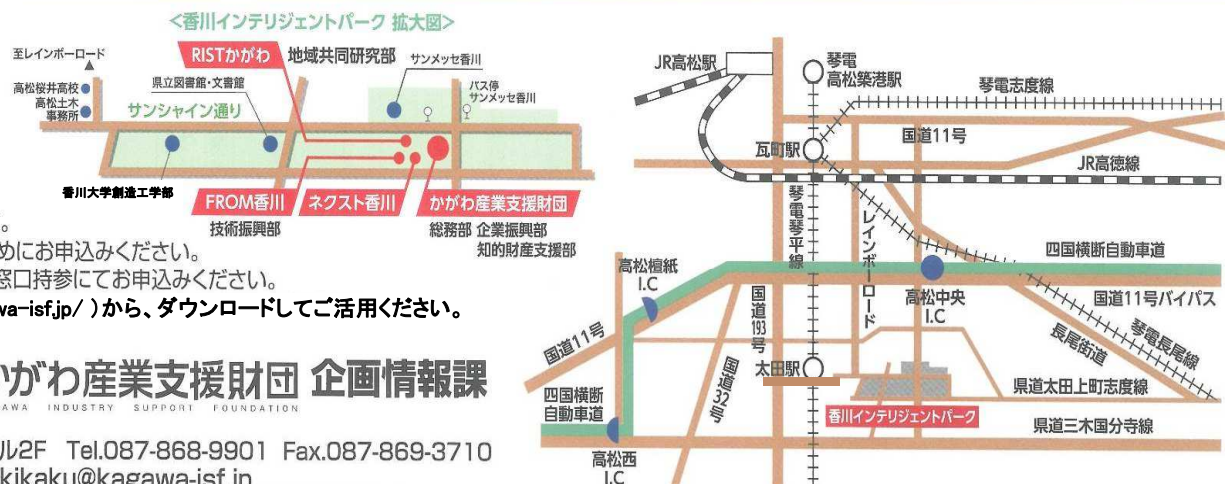 <香川インテリジェントパーク 拡大図>
至レインボーロード
RISTかがわ
地域共同研究部
サンメッセ香川
高松桜井高校
高松土木
事務所
県立図書館・文書館
バス停
サンメッセ香川
サンシャイン通り
香川大学創造工学部
FROM香川
ネクスト香川
かがわ産業支援財団
技術振興部
総務部 企業振興部
知的財産支援部
。
めにお申込みください。
窓口持参にてお申込みください。
wa-isf.jp/ )から、ダウンロードしてご活用ください。
かがわ産業支援財団 企画情報課
AWA INDUSTRY SUPPORT FOUNDATION
ル2F Tel.087-868-9901 Fax.087-869-3710
kikaku@kagawa-isf.jp
JR高松駅
琴電
高松築港駅
琴電志度線
国道11号
瓦町駅
JR高徳線
琴電琴平線
レインボーロード
四国横断自動車道
高松檀紙
I.C
高松中央
I.C
国道11号バイパス
国道11号
国道193号
国道32号
長尾街道
琴電長尾線
太田駅
四国横断
自動車道
県道太田上町志度線
香川インテリジェントパーク
県道三木国分寺線
高松西
I.C